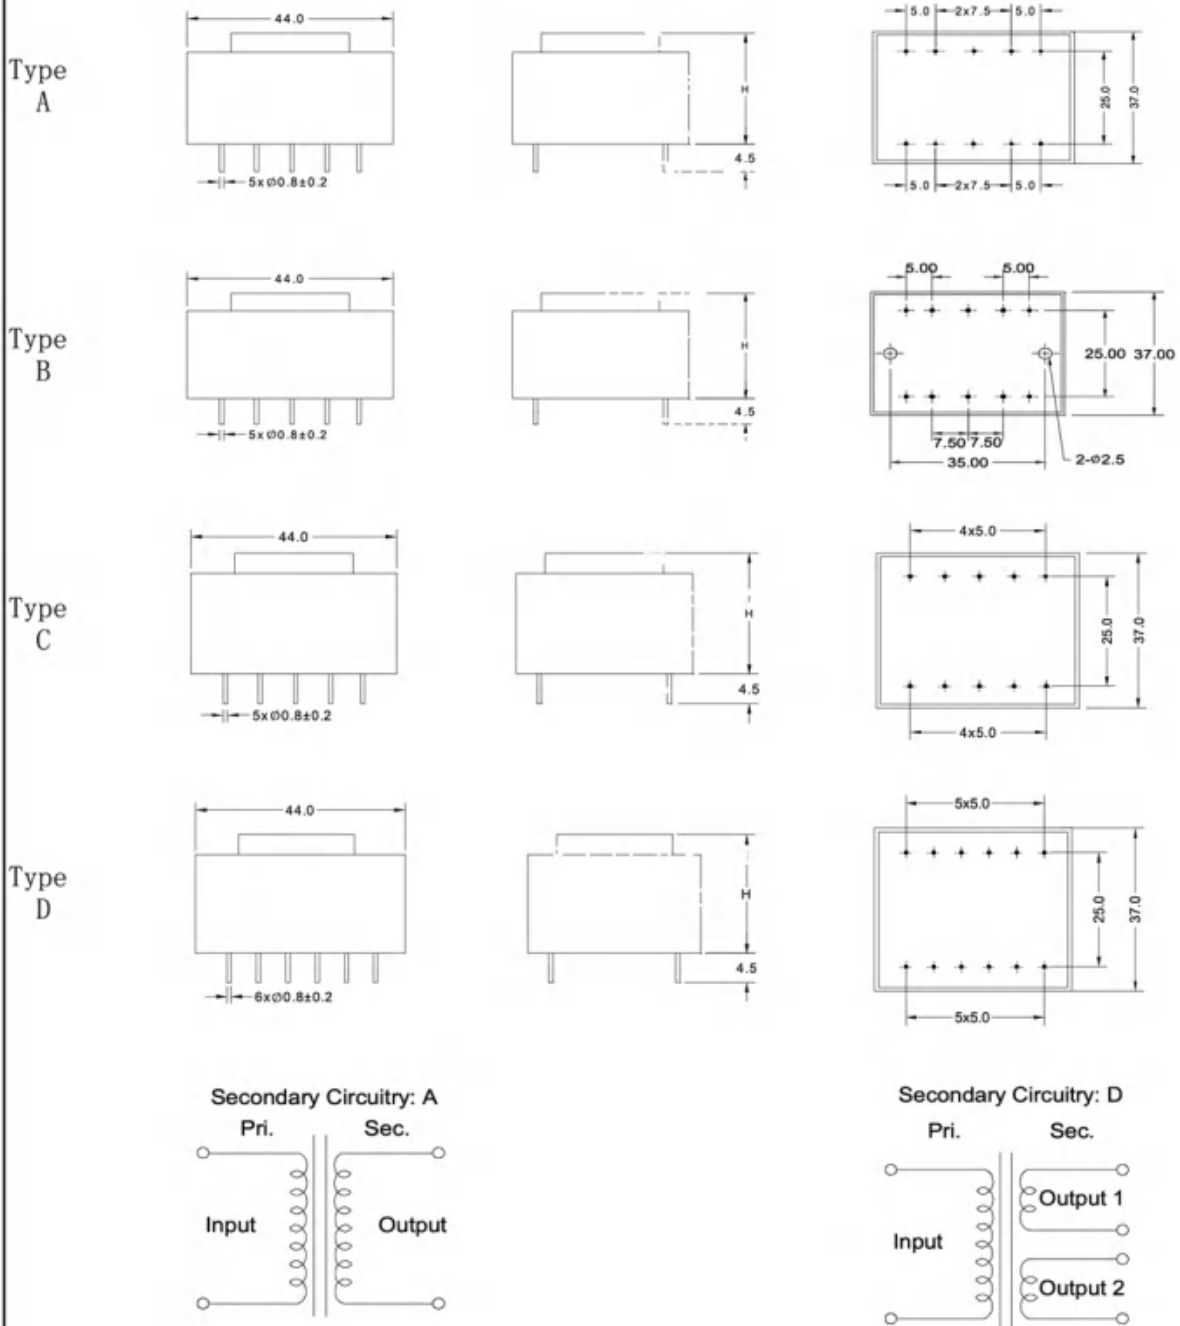 Type
A
44.0
5xØ0.8±0.2
H
4.5
5.0 2x7.5 5.0
25.0
37.0
5.0 2x7.5 5.0
Type
B
44.0
5xØ0.8±0.2
H
4.5
5.00 5.00
25.00 37.00
7.50 7.50
35.00
2-Ø2.5
Type
C
44.0
5xØ0.8±0.2
H
4.5
4x5.0
25.0
37.0
4x5.0
Type
D
44.0
6xØ0.8±0.2
H
4.5
5x5.0
25.0
37.0
5x5.0
Secondary Circuitry: A
Pri. Sec.
Input Output
Secondary Circuitry: D
Pri. Sec.
Output 1
Input
Output 2